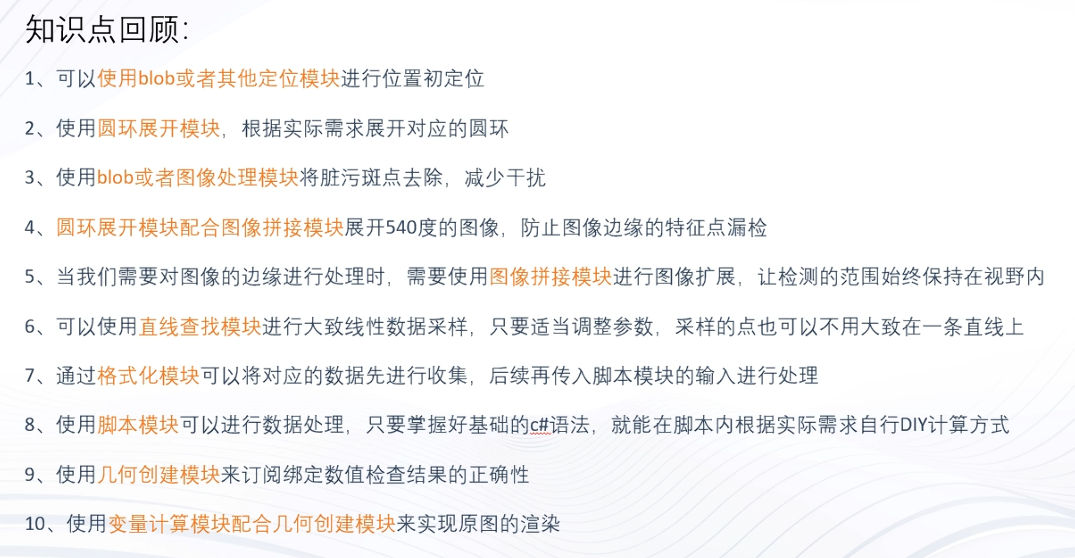 知识点回顾：
1、可以使用blob或者其他定位模块进行位置初定位
2、使用圆环展开模块，根据实际需求展开对应的圆环
3、使用blob或者图像处理模块将脏污斑点去除，减少干扰
4、圆环展开模块配合图像拼接模块展开540度的图像，防止图像边缘的特征点漏检
5、当我们需要对图像的边缘进行处理时，需要使用图像拼接模块进行图像扩展，让检测的范围始终保持在视野内
6、可以使用直线查找模块进行大致线性数据采样，只要适当调整参数，采样的点也可以不用大致在一条直线上
7、通过格式化模块可以将对应的数据先进行收集，后续再传入脚本模块的输入进行处理
8、使用脚本模块可以进行数据处理，只要掌握好基础的c#语法，就能在脚本内根据实际需求自行DIY计算方式
9、使用几何创建模块来订阅绑定数值检查结果的正确性
10、使用变量计算模块配合几何创建模块来实现原图的渲染